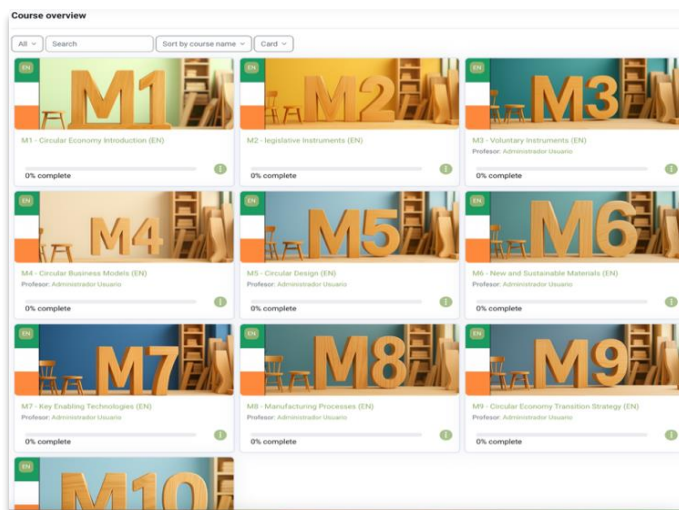 Course overview
All Search Sort by course name Card
EN M1
M1 - Circular Economy Introduction (EN)
0% complete
EN M2
M2 - legislative Instruments (EN)
0% complete
EN M3
M3 - Voluntary Instruments (EN)
Profesor: Administrador Usuario
0% complete
EN M4
M4 - Circular Business Models (EN)
Profesor: Administrador Usuario
0% complete
EN M5
M5 - Circular Design (EN)
Profesor: Administrador Usuario
0% complete
EN M6
M6 - New and Sustainable Materials (EN)
Profesor: Administrador Usuario
0% complete
EN M7
M7 - Key Enabling Technologies (EN)
Profesor: Administrador Usuario
0% complete
EN M8
M8 - Manufacturing Processes (EN)
Profesor: Administrador Usuario
0% complete
EN M9
M9 - Circular Economy Transition Strategy (EN)
Profesor: Administrador Usuario
0% complete
EN M10